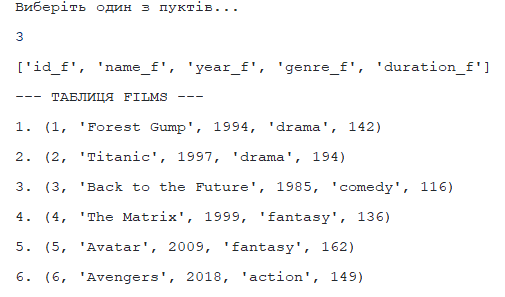 Виберіть один з пуктів...
3
['id_f', 'name_f', 'year_f', 'genre_f', 'duration_f']
--- ТАБЛИЦЯ FILMS ---
1. (1, 'Forest Gump', 1994, 'drama', 142)
2. (2, 'Titanic', 1997, 'drama', 194)
3. (3, 'Back to the Future', 1985, 'comedy', 116)
4. (4, 'The Matrix', 1999, 'fantasy', 136)
5. (5, 'Avatar', 2009, 'fantasy', 162)
6. (6, 'Avengers', 2018, 'action', 149)